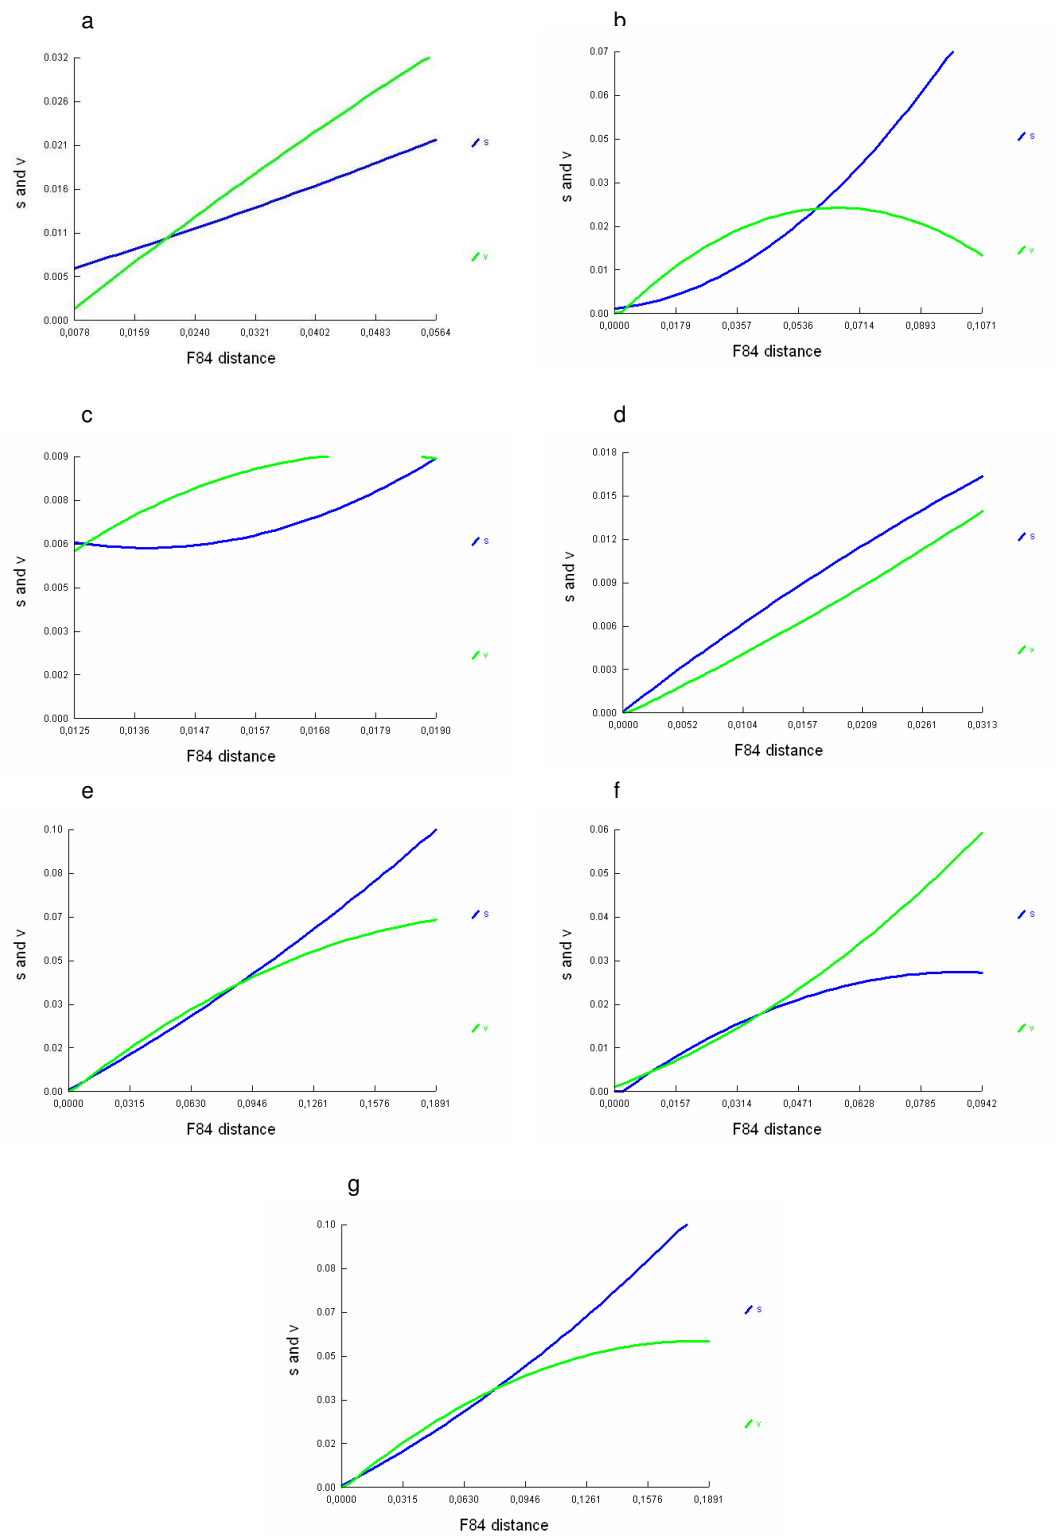 a
0.032
0.026
0.021
0.016
0.011
0.005
0.000
s and v
0,0078 0,0159 0,0240 0,0321 0,0402 0,0483 0,0564
F84 distance
s
v
b
0.07
0.06
0.05
0.03
0.02
0.01
0.00
s and v
0,0000 0,0179 0,0357 0,0536 0,0714 0,0893 0,1071
F84 distance
s
v
c
0.009
0.008
0.006
0.005
0.003
0.002
0.000
s and v
0,0125 0,0136 0,0147 0,0157 0,0168 0,0179 0,0190
F84 distance
s
v
d
0.018
0.015
0.012
0.009
0.006
0.003
0.000
s and v
0,0000 0,0052 0,0104 0,0157 0,0209 0,0261 0,0313
F84 distance
s
v
e
0.10
0.08
0.07
0.05
0.03
0.02
0.00
s and v
0,0000 0,0315 0,0630 0,0946 0,1261 0,1576 0,1891
F84 distance
s
v
f
0.06
0.05
0.04
0.03
0.02
0.01
0.00
s and v
0,0000 0,0157 0,0314 0,0471 0,0628 0,0785 0,0942
F84 distance
s
v
g
0.10
0.08
0.07
0.05
0.03
0.02
0.00
s and v
0,0000 0,0315 0,0630 0,0946 0,1261 0,1576 0,1891
F84 distance
s
v